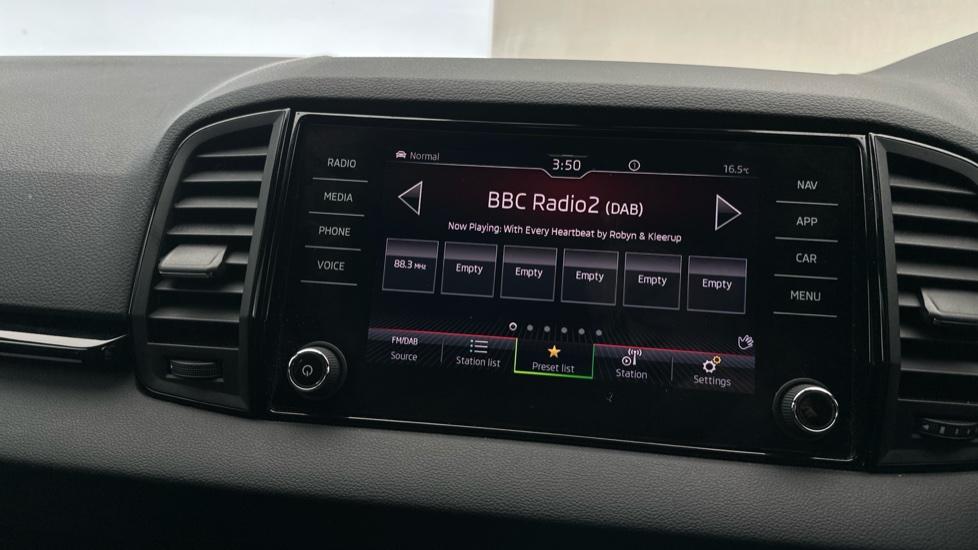 RADIO
MEDIA
PHONE
VOICE
Normal
3:50
16.5°C
BBC Radio2 (DAB)
Now Playing: With Every Heartbeat by Robyn & Kleerup
88.3 MHz
Empty
Empty
Empty
Empty
Empty
FM/DAB
Source
Station list
Preset list
Station
Settings
NAV
APP
CAR
MENU